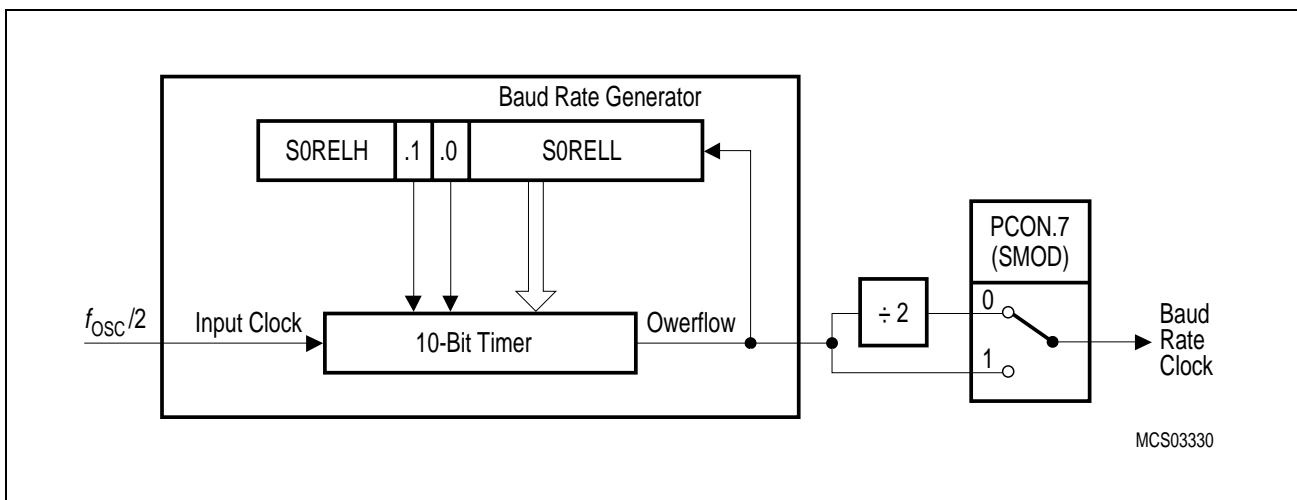 Baud Rate Generator
S0RELH .1 .0 S0RELL
PCON.7
(SMOD)
0
÷ 2
fOSC/2 Input Clock 10-Bit Timer Owerflow
1
Baud
Rate
Clock
MCS03330